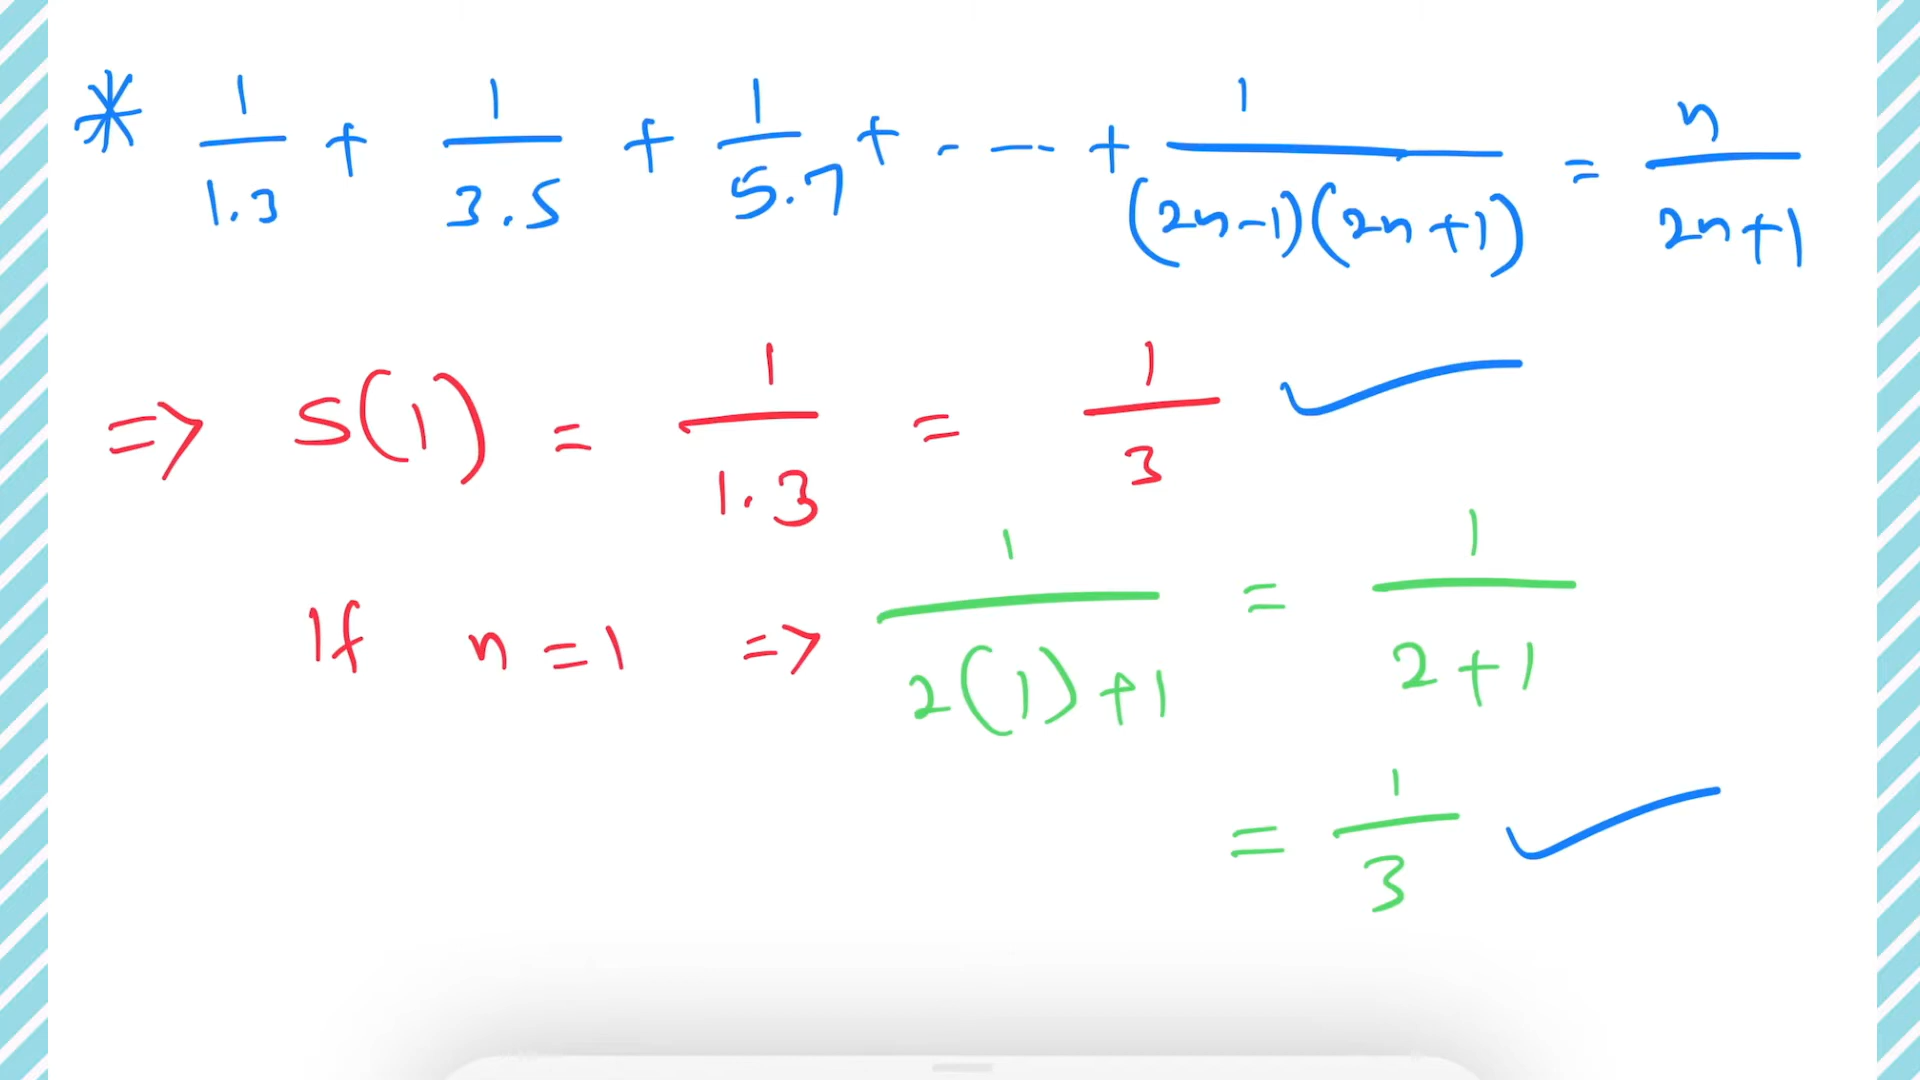 * 1/1.3 + 1/3.5 + 1/5.7 + - --- + 1/(2n-1)(2n+1) = n/2n+1
=> S(1) = 1/1.3 = 1/3 ✓
If n=1 => 1/2(1)+1 = 1/2+1
= 1/3 ✓